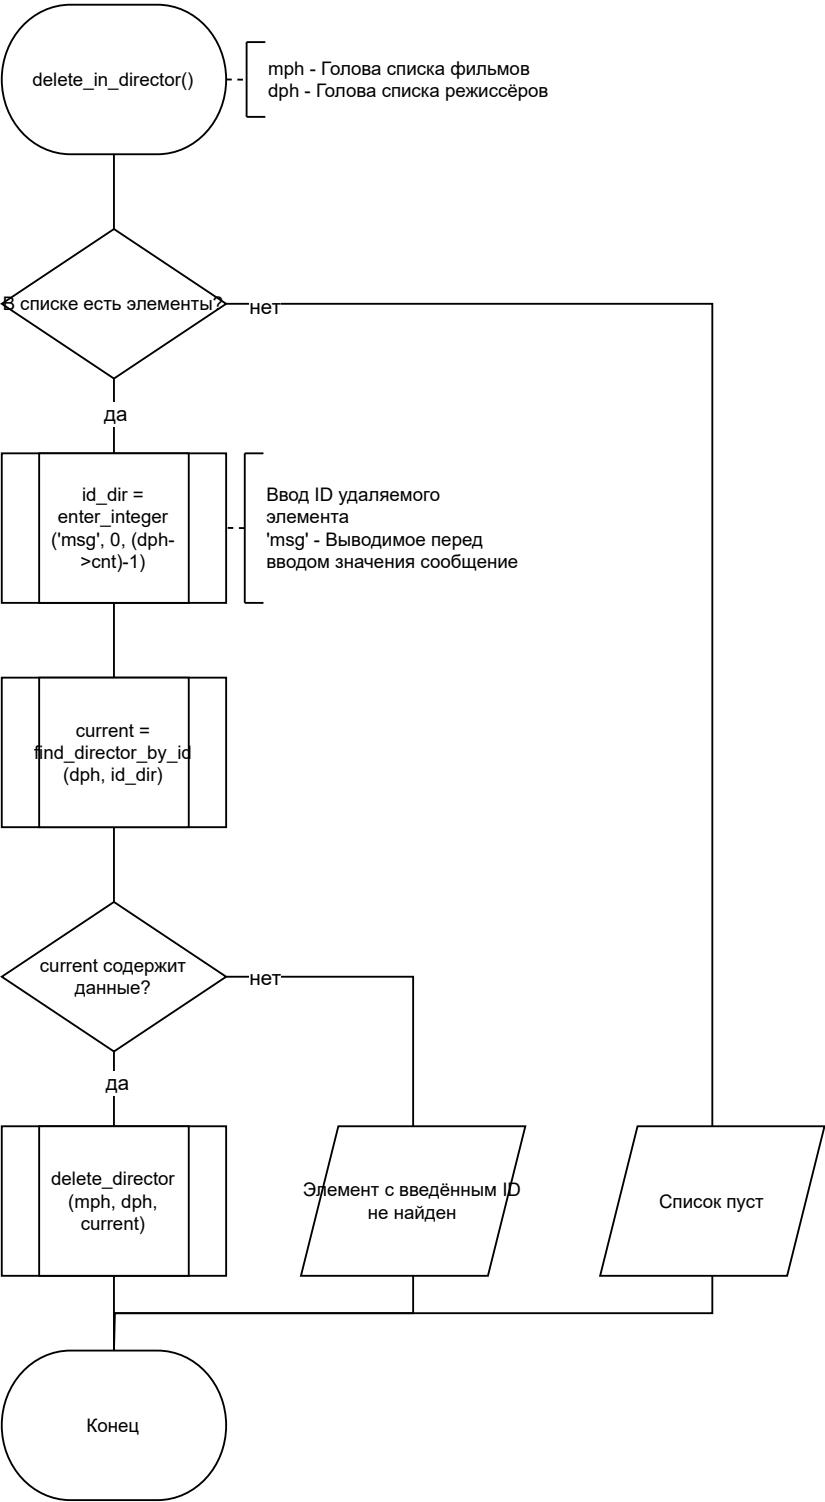 delete_in_director()
mph - Голова списка фильмов
dph - Голова списка режиссёров
В списке есть элементы?
нет
да
id_dir =
enter_integer
('msg', 0, (dph-
>cnt)-1)
Ввод ID удаляемого
элемента
'msg' - Выводимое перед
вводом значения сообщение
current =
find_director_by_id
(dph, id_dir)
current содержит
данные?
нет
да
delete_director
(mph, dph,
current)
Элемент с введённым ID
не найден
Список пуст
Конец